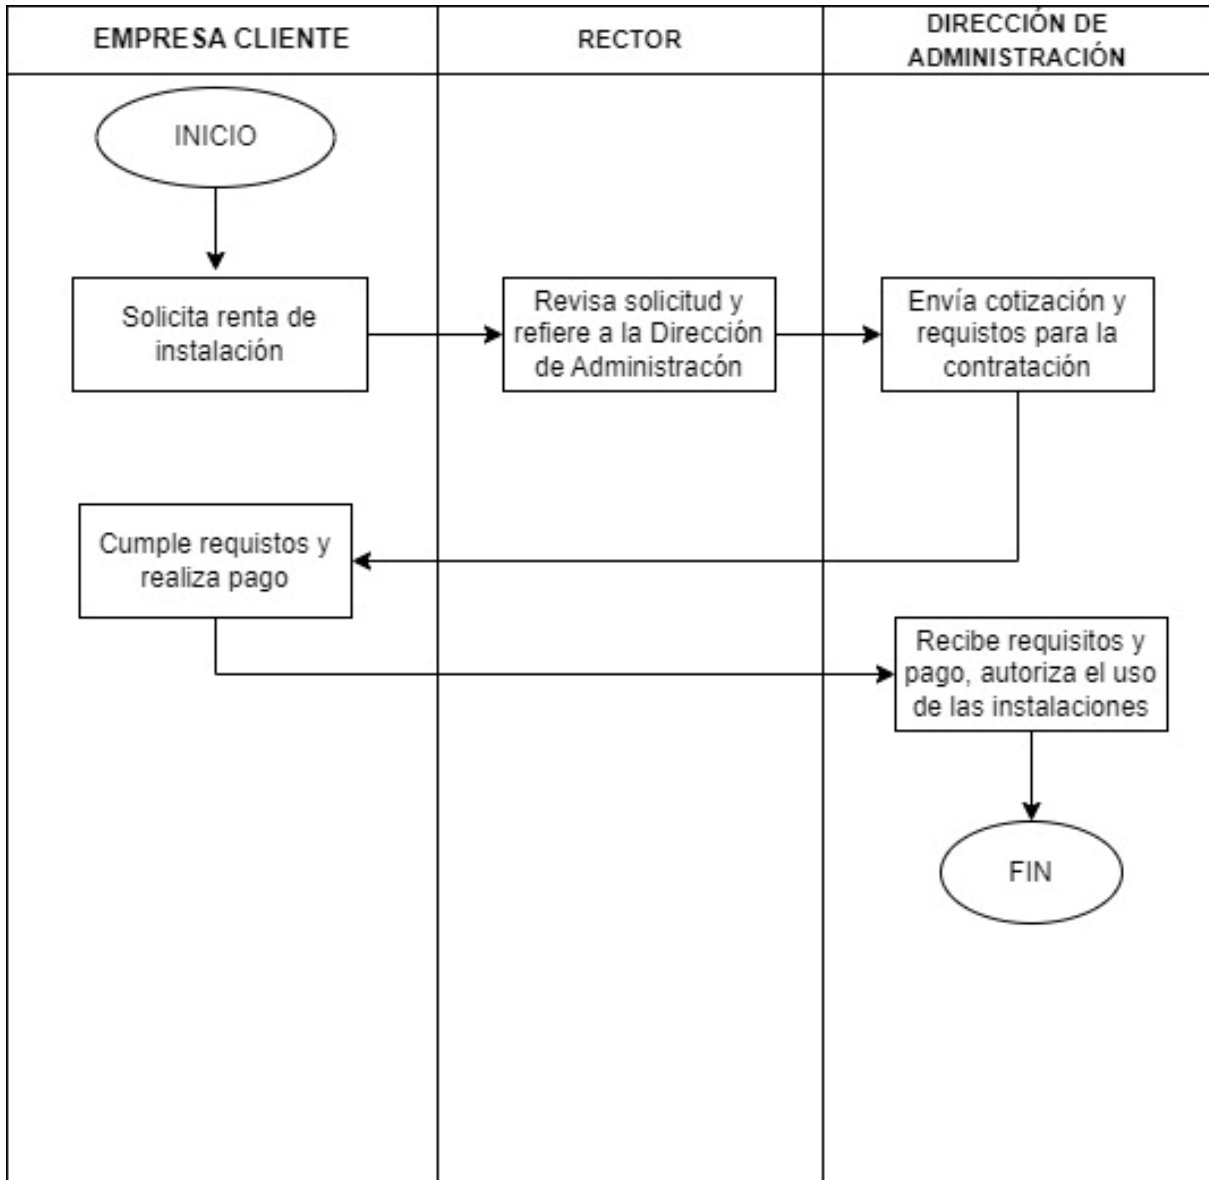 EMPRESA CLIENTE
RECTOR
DIRECCIÓN DE
ADMINISTRACIÓN
INICIO
Solicita renta de
instalación
Revisa solicitud y
refiere a la Dirección
de Administracón
Envía cotización y
requistos para la
contratación
Cumple requistos y
realiza pago
Recibe requisitos y
pago, autoriza el uso
de las instalaciones
FIN